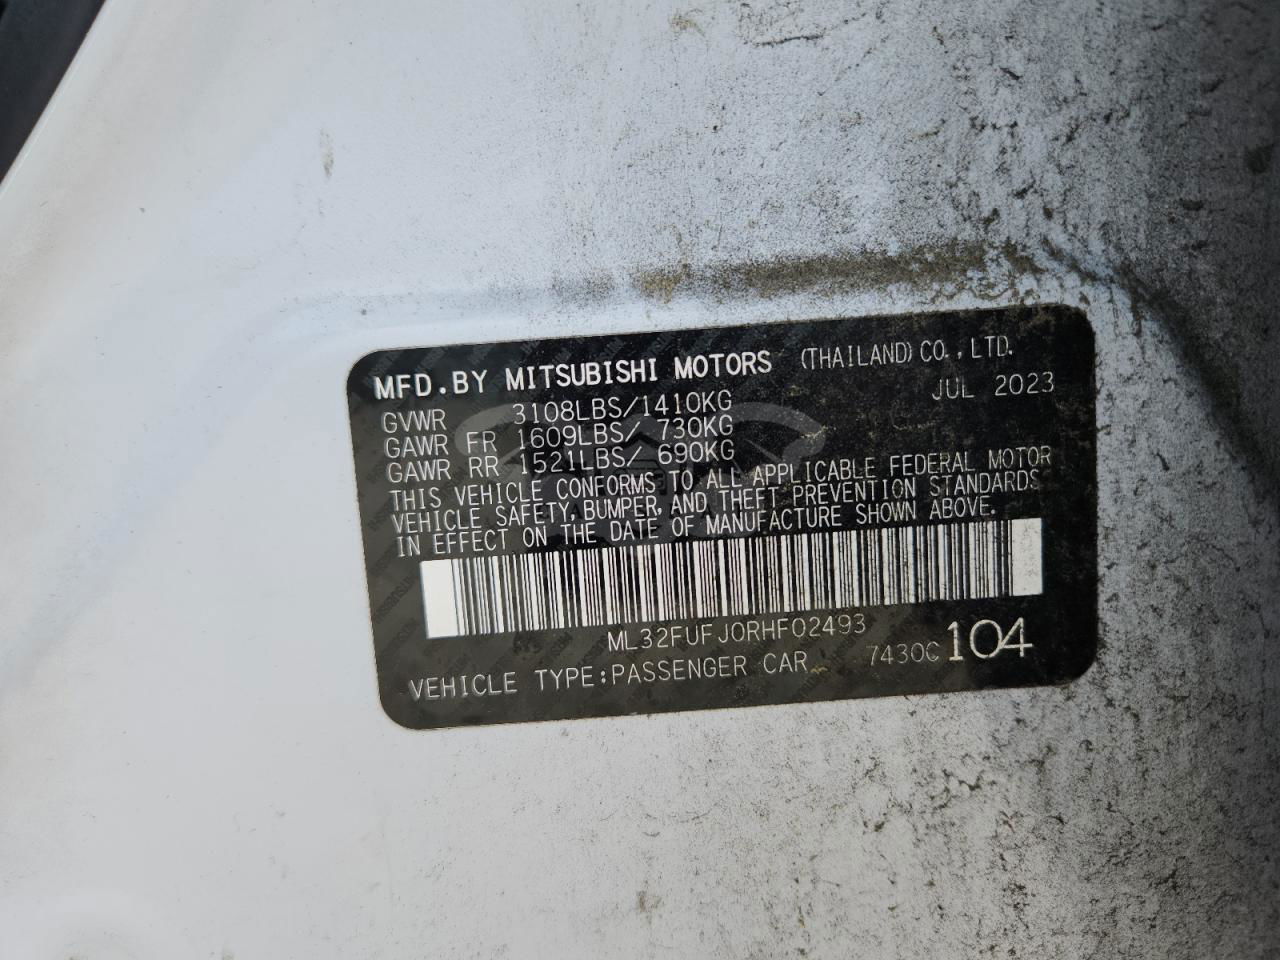 MFD.BY MITSUBISHI MOTORS (THAILAND) CO.,LTD.
JUL 2023
GVWR 3108LBS/1410KG
GAWR FR 1609LBS/ 730KG
GAWR RR 1521LBS/ 690KG
THIS VEHICLE CONFORMS TO ALL APPLICABLE FEDERAL MOTOR
VEHICLE SAFETY, BUMPER, AND THEFT PREVENTION STANDARDS
IN EFFECT ON THE DATE OF MANUFACTURE SHOWN ABOVE.
ML32FUFJ0RHF02493
VEHICLE TYPE:PASSENGER CAR 7430C 104